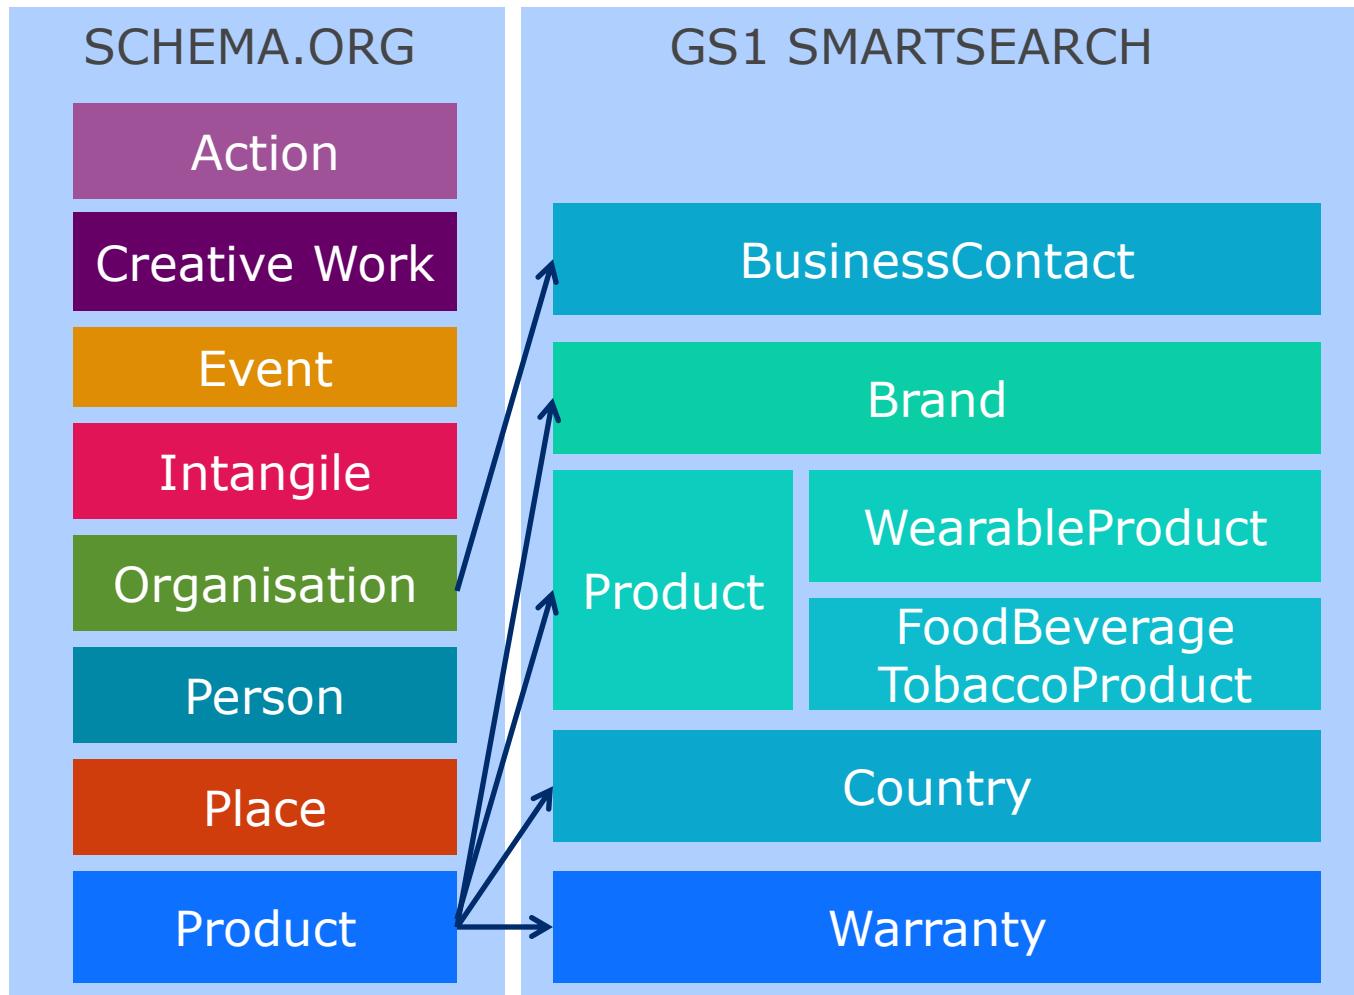 SCHEMA.ORG
Action
Creative Work
Event
Intangile
Organisation
Person
Place
Product
GS1 SMARTSEARCH
BusinessContact
Brand
Product
WearableProduct
FoodBeverage
TobaccoProduct
Country
Warranty